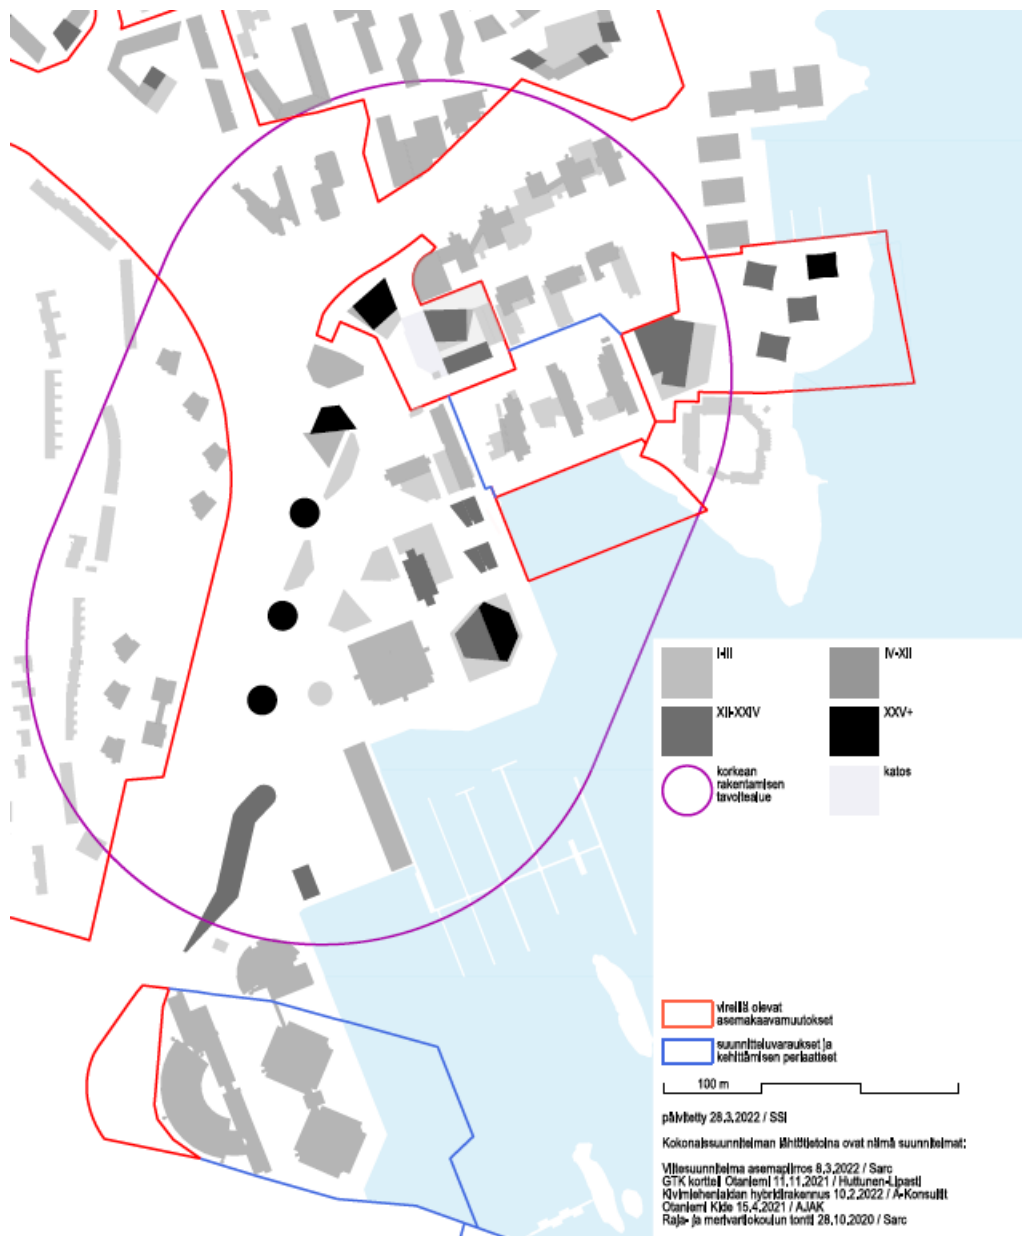 I-III
IV-XII
XII-XXIV
XXV+
korkean
rakentamisen
tavoitealue
katos
vireillä olevat
asemakaavamuutokset
suunnitteluvaraukset ja
kehittämisen periaatteet
100 m
päivitetty 28.3.2022 / SSI
Kokonaissuunnitelman lähtötietoina ovat nämä suunnitelmat:
Viitesuunnitelma asemapiirros 8.3.2022 / Sarc
GTK kortteli Otaniemi 11.11.2021 / Huttunen-Lipasti
Kivimiehenlaidan hybridirakennus 10.2.2022 / A-Konsultit
Otaniemi Kide 15.4.2021 / AJAK
Raja- ja merivartiokoulun tontti 28.10.2020 / Sarc